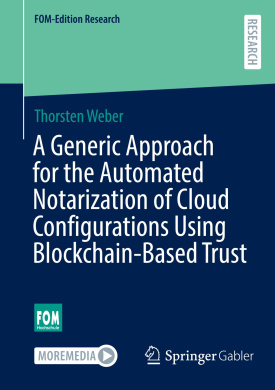 FOM-Edition Research
RESEARCH
Thorsten Weber
A Generic Approach
for the Automated
Notarization of Cloud
Configurations Using
Blockchain-Based Trust
FOM
Hochschule
MOREMEDIA
Springer Gabler